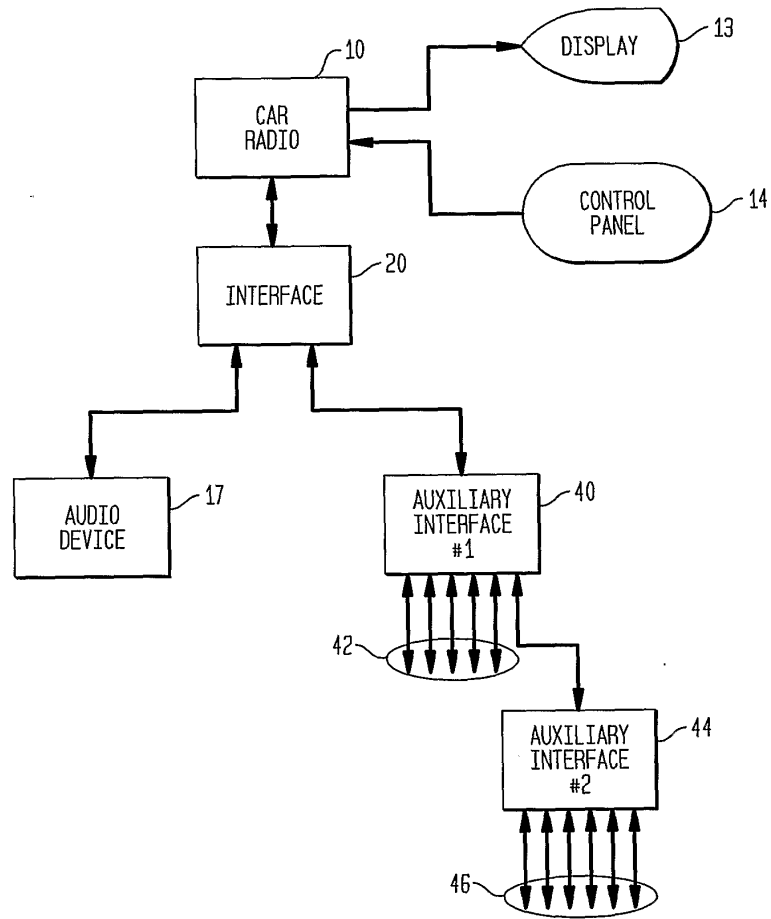 10
CAR
RADIO
DISPLAY
13
CONTROL
PANEL
14
INTERFACE
20
AUDIO
DEVICE
17
AUXILIARY
INTERFACE
#1
40
42
AUXILIARY
INTERFACE
#2
44
46